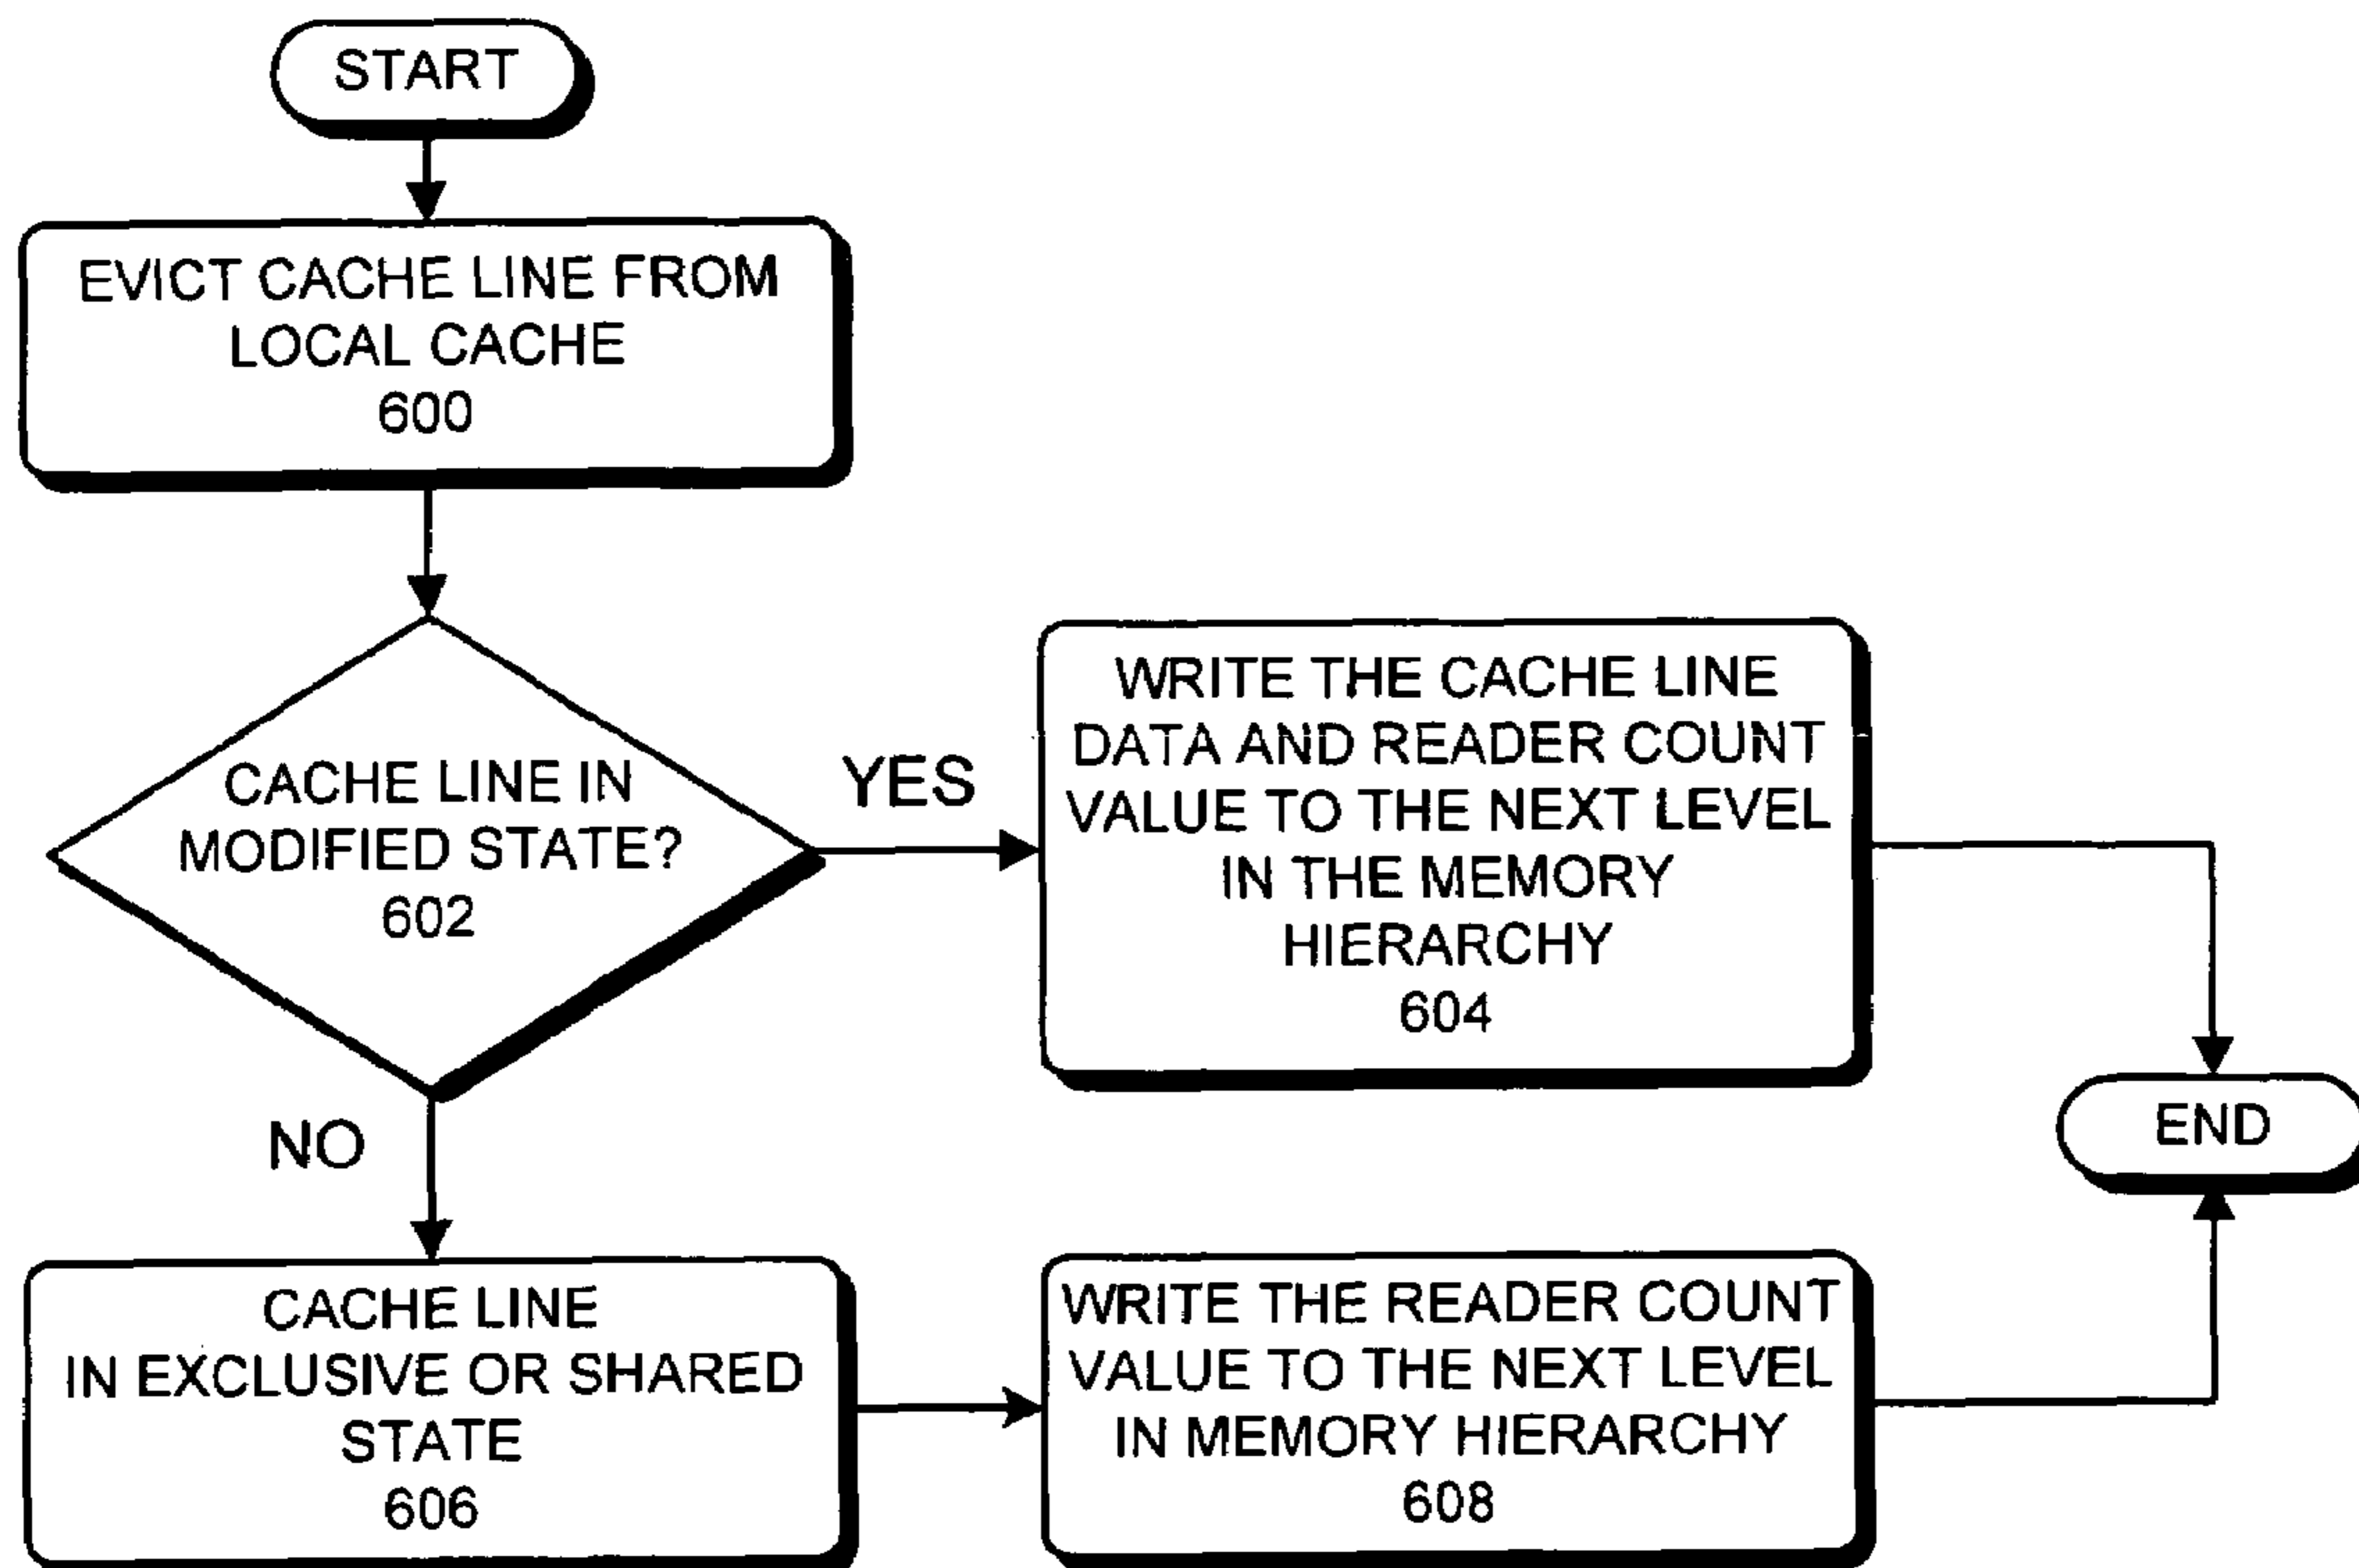 START
EVICT CACHE LINE FROM
LOCAL CACHE
600
CACHE LINE IN
MODIFIED STATE?
602
YES
WRITE THE CACHE LINE
DATA AND READER COUNT
VALUE TO THE NEXT LEVEL
IN THE MEMORY
HIERARCHY
604
END
NO
CACHE LINE
IN EXCLUSIVE OR SHARED
STATE
606
WRITE THE READER COUNT
VALUE TO THE NEXT LEVEL
IN MEMORY HIERARCHY
608